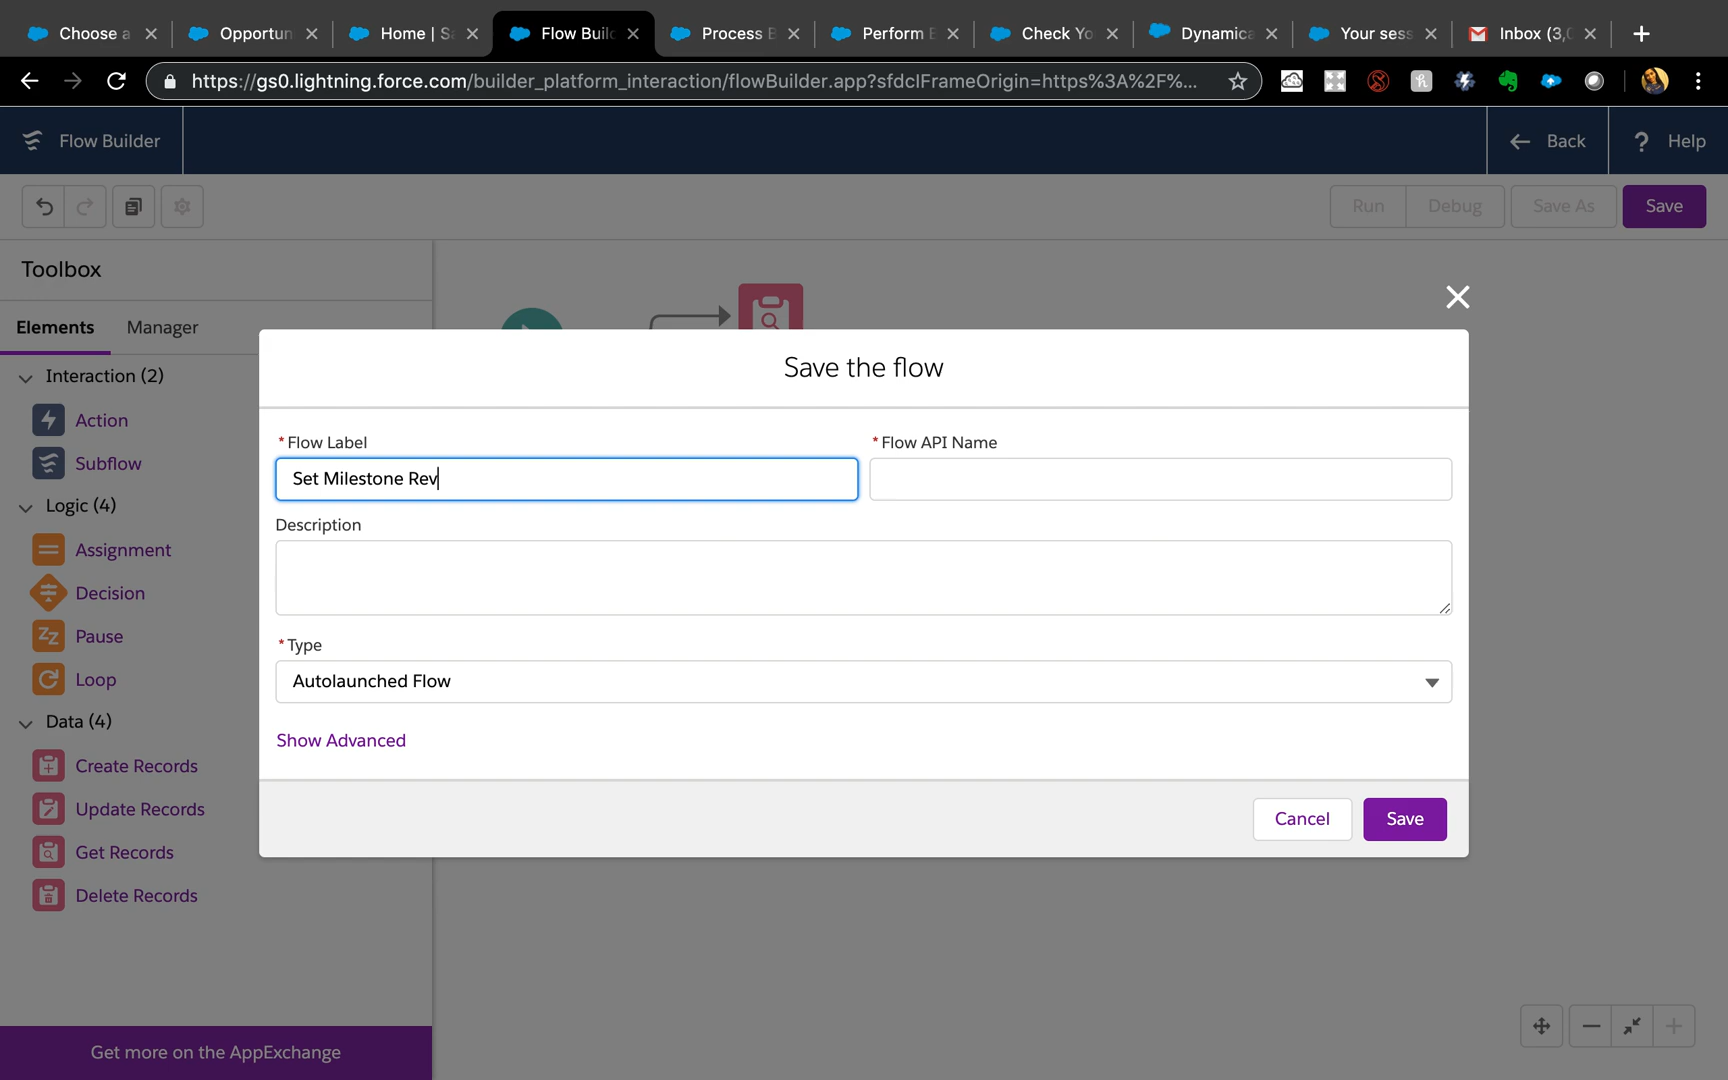 Choose a
Opportun
Home | S
Flow Buil
Process B
Perform
Check Yo
Dynamica
Your sess
Inbox (3,0
https://gs0.lightning.force.com/builder_platform_interaction/flowBuilder.app?sfdcIFrameOrigin=https%3A%2F%...
Flow Builder
Back
? Help
Run
Debug
Save As
Save
Toolbox
Elements
Manager
Interaction (2)
Action
Subflow
Logic (4)
Assignment
Decision
Pause
Loop
Data (4)
Create Records
Update Records
Get Records
Delete Records
Get more on the AppExchange
Save the flow
* Flow Label
Set Milestone Rev
* Flow API Name
Description
* Type
Autolaunched Flow
Show Advanced
Cancel
Save